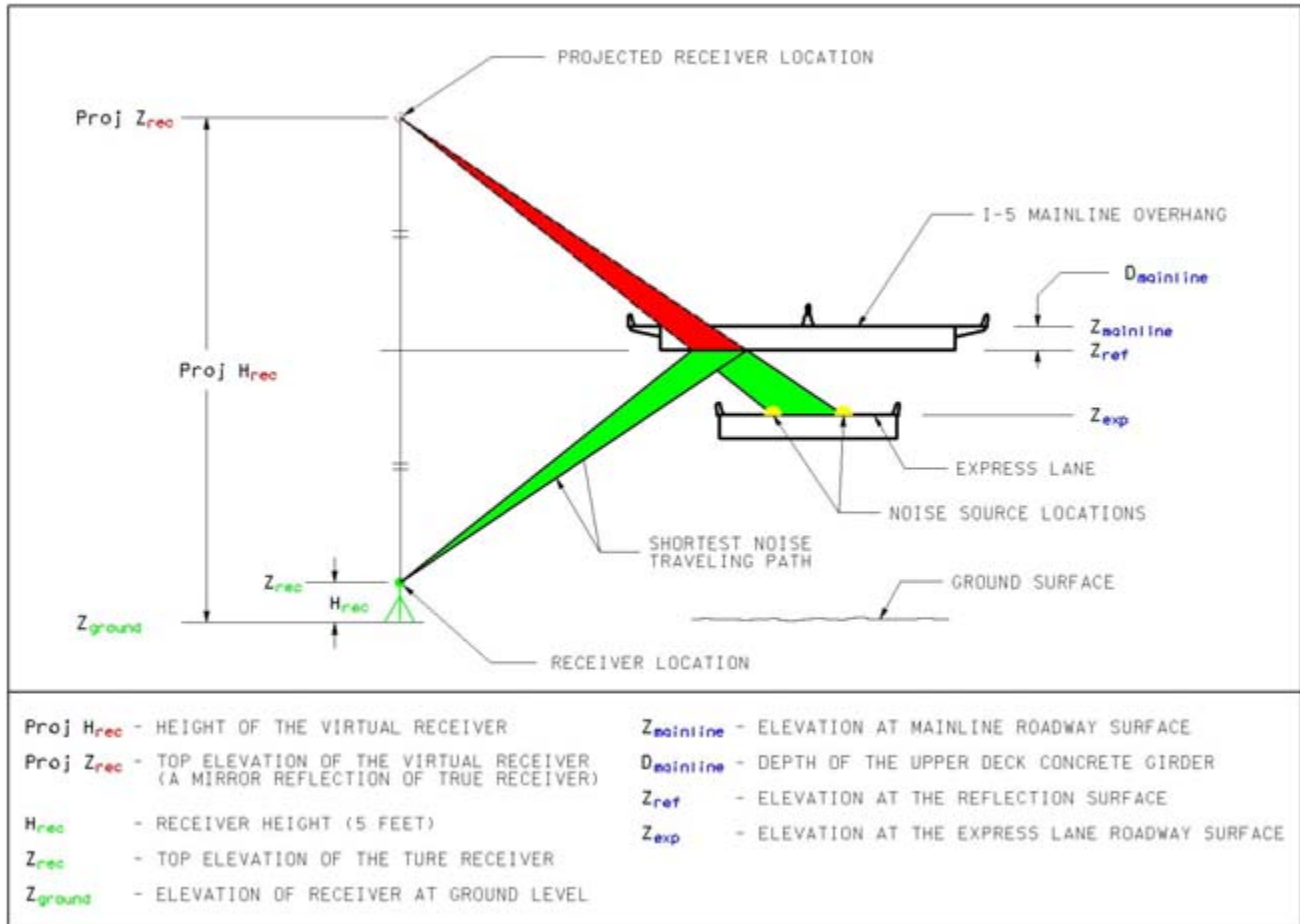 PROJECTED RECEIVER LOCATION
Proj Zrec
I-5 MAINLINE OVERHANG
Dmainline
Zmainline
Zref
Proj Hrec
Zexp
EXPRESS LANE
NOISE SOURCE LOCATIONS
SHORTEST NOISE
TRAVELING PATH
GROUND SURFACE
Zrec
Hrec
Zground
RECEIVER LOCATION
Proj Hrec - HEIGHT OF THE VIRTUAL RECEIVER
Proj Zrec - TOP ELEVATION OF THE VIRTUAL RECEIVER
(A MIRROR REFLECTION OF TRUE RECEIVER)
Hrec - RECEIVER HEIGHT (5 FEET)
Zrec - TOP ELEVATION OF THE TURE RECEIVER
Zground - ELEVATION OF RECEIVER AT GROUND LEVEL
Zmainline - ELEVATION AT MAINLINE ROADWAY SURFACE
Dmainline - DEPTH OF THE UPPER DECK CONCRETE GIRDER
Zref - ELEVATION AT THE REFLECTION SURFACE
Zexp - ELEVATION AT THE EXPRESS LANE ROADWAY SURFACE